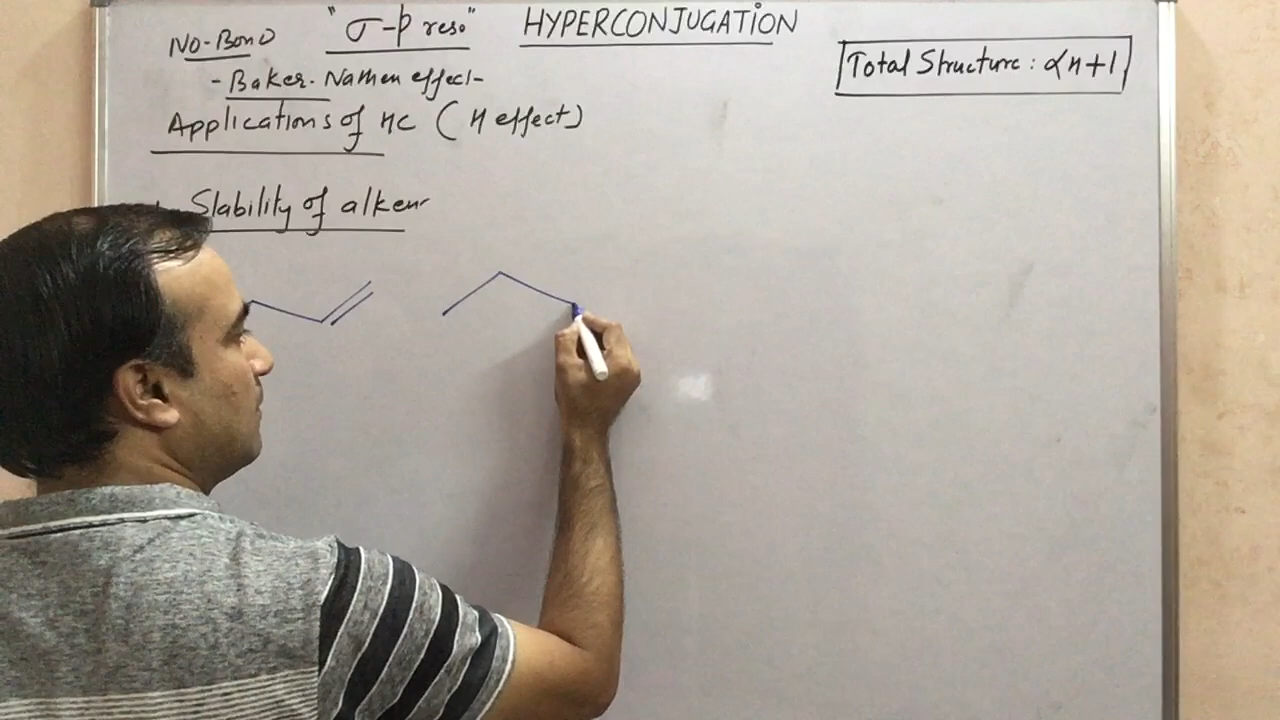 "σ-p reso" HYPERCONJUGATION
No-Bond
Total Structure : αH+1
- Baker-Nathen effect-
Applications of HC (H effect)
Stability of alken